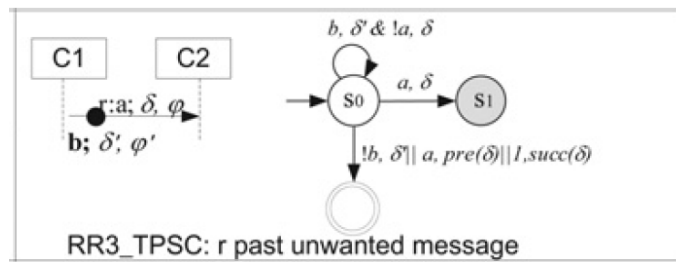 b, δ' & !a, δ
C1 C2
r:a; δ, φ
b; δ', φ'
S0 a, δ S1
!b, δ'|| a, pre(δ)||1,succ(δ)
RR3_TPSC: r past unwanted message